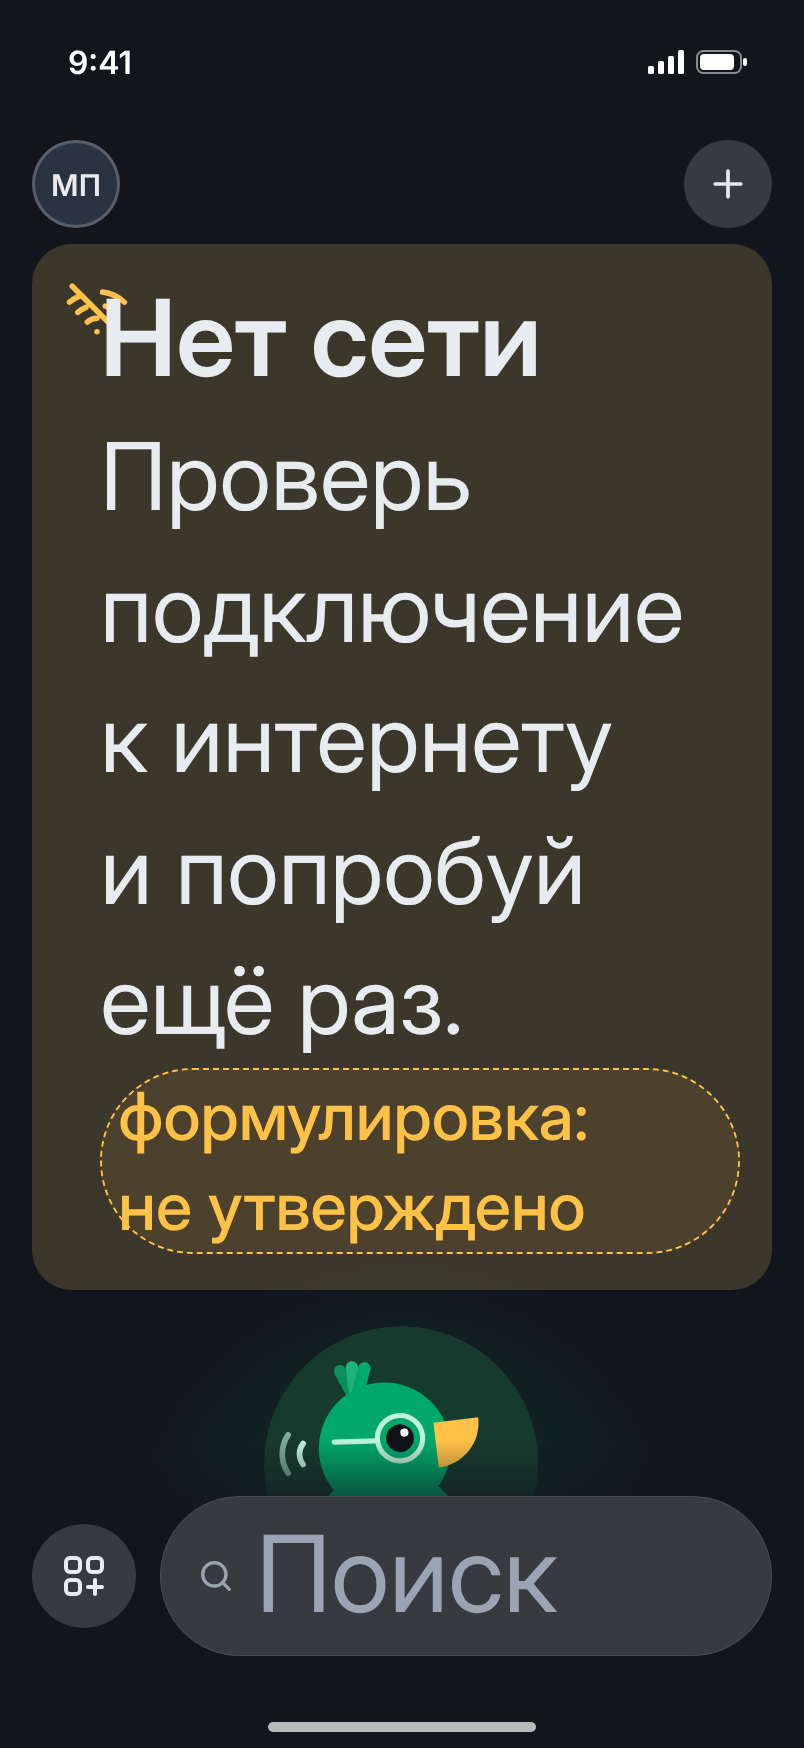 9:41
МП
Нет сети
Проверь
подключение
к интернету
и попробуй
ещё раз.
формулировка:
не утверждено
Поиск